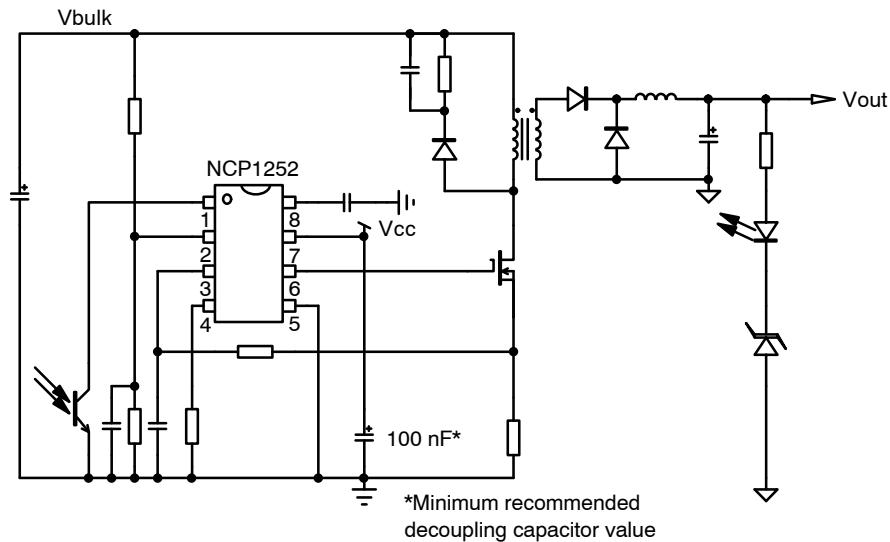 Vbulk
Vout
NCP1252
1
8
Vcc
2
7
3
6
4
5
100 nF*
*Minimum recommended
decoupling capacitor value